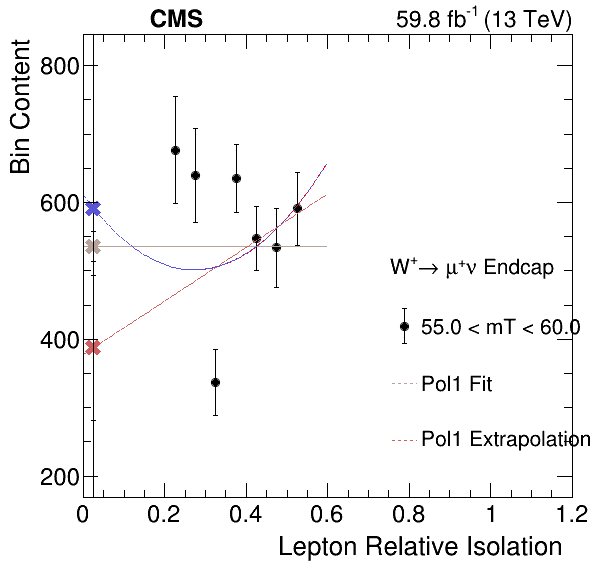 CMS 59.8 fb⁻¹ (13 TeV)
Bin Content
800
600
400
200
W⁺→ μ⁺ν Endcap
55.0 < mT < 60.0
Pol1 Fit
Pol1 Extrapolation
0 0.2 0.4 0.6 0.8 1 1.2
Lepton Relative Isolation